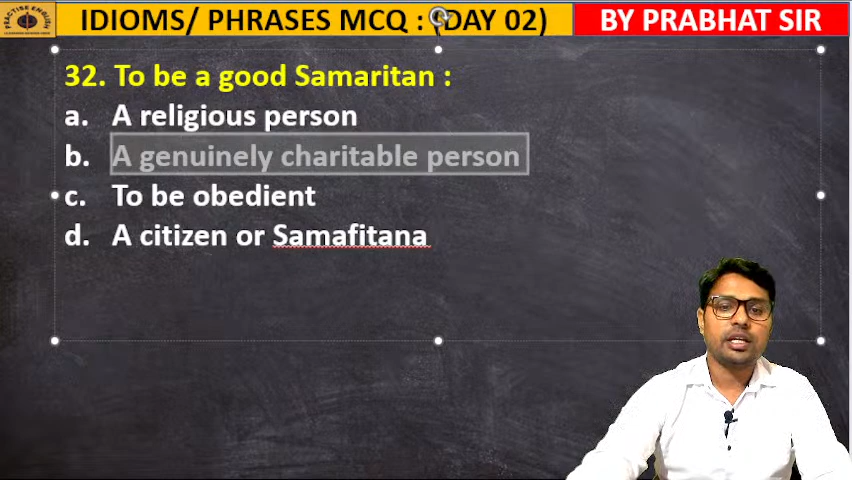 IDIOMS/ PHRASES MCQ : (DAY 02)
BY PRABHAT SIR
32. To be a good Samaritan :
a. A religious person
b. A genuinely charitable person
c. To be obedient
d. A citizen or Samafitana